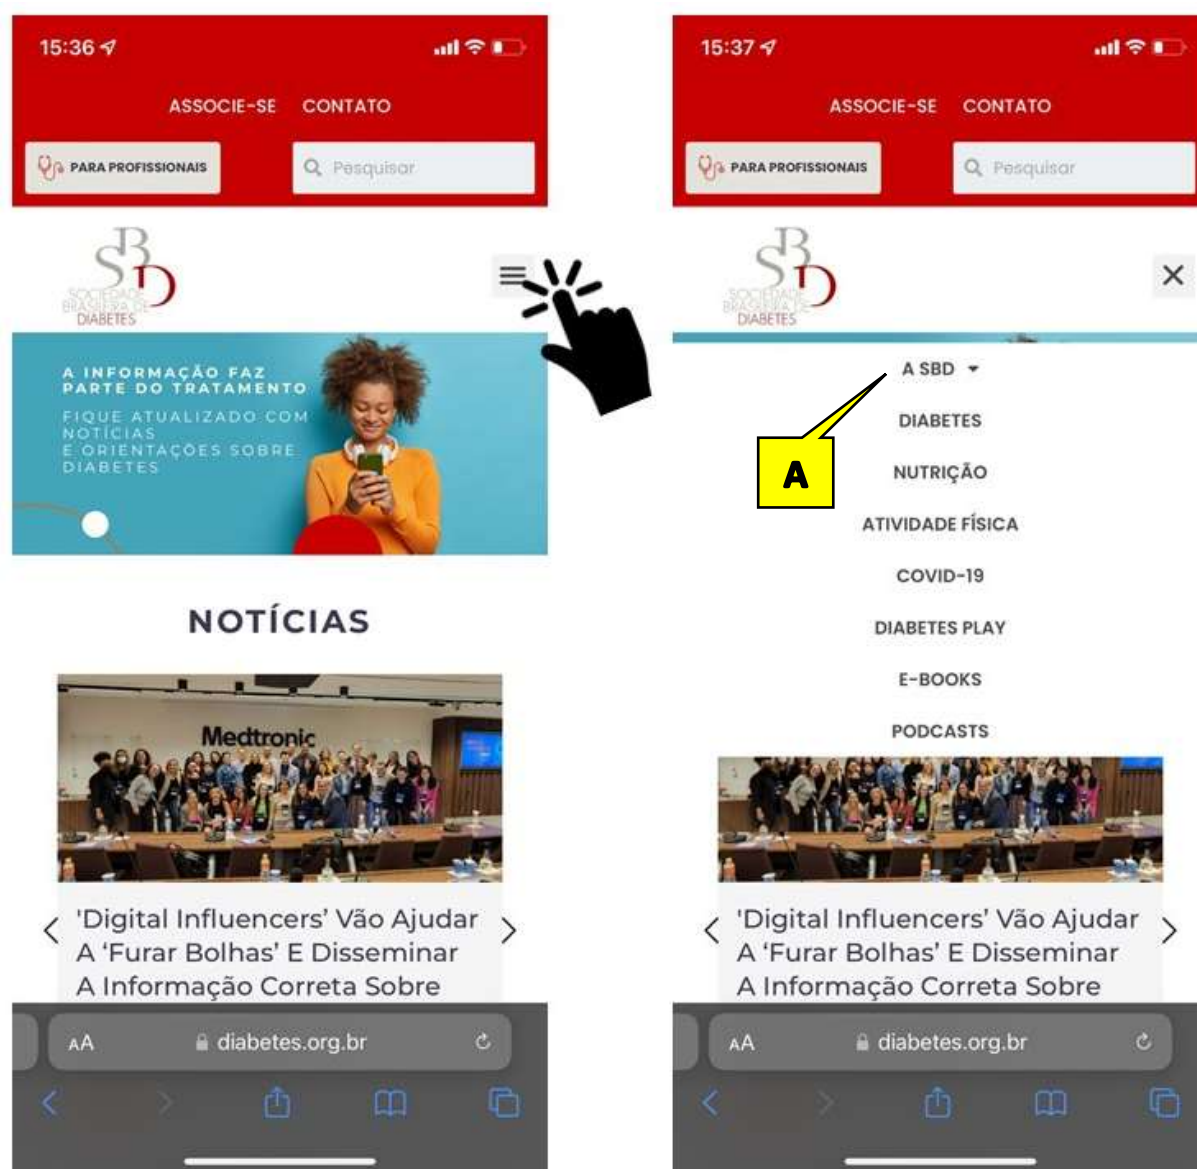 15:36
ASSOCIE-SE CONTATO
PARA PROFISSIONAIS
Pesquisar
SBD
SOCIEDADE
BRASILEIRA DE
DIABETES
A INFORMAÇÃO FAZ
PARTE DO TRATAMENTO
FIQUE ATUALIZADO COM
NOTÍCIAS
E ORIENTAÇÕES SOBRE
DIABETES
NOTÍCIAS
Medtronic
'Digital Influencers’ Vão Ajudar
A ‘Furar Bolhas’ E Disseminar
A Informação Correta Sobre
AA diabetes.org.br
15:37
ASSOCIE-SE CONTATO
PARA PROFISSIONAIS
Pesquisar
SBD
SOCIEDADE
BRASILEIRA DE
DIABETES
A SBD
DIABETES
A
NUTRIÇÃO
ATIVIDADE FÍSICA
COVID-19
DIABETES PLAY
E-BOOKS
PODCASTS
'Digital Influencers’ Vão Ajudar
A ‘Furar Bolhas’ E Disseminar
A Informação Correta Sobre
AA diabetes.org.br